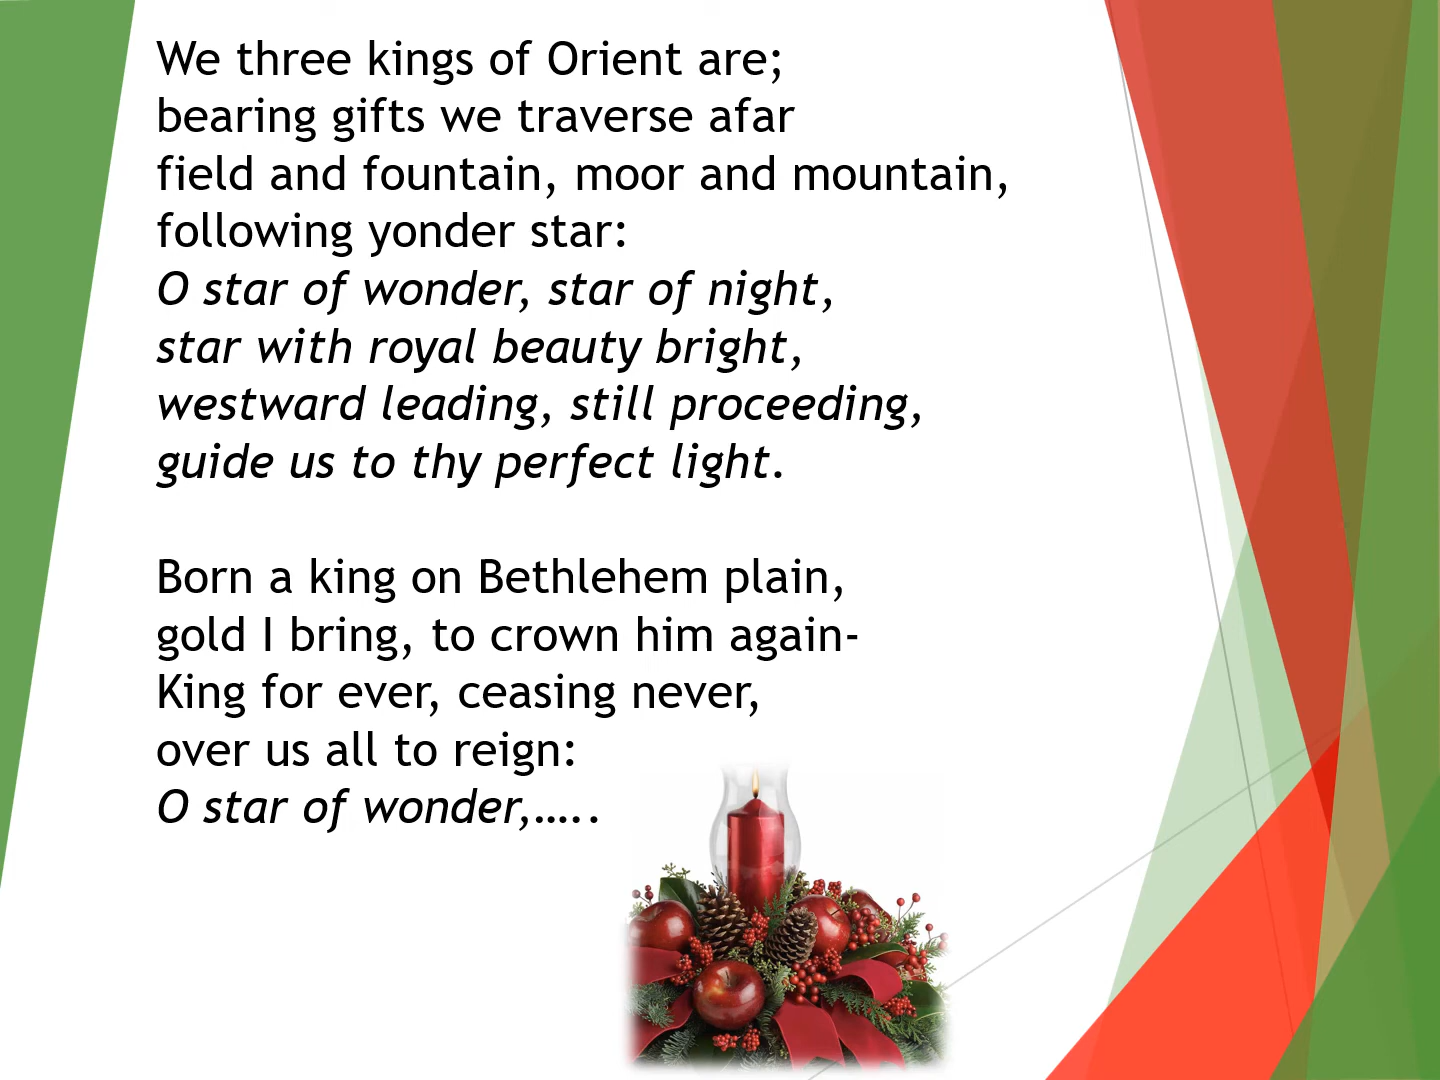 We three kings of Orient are;
bearing gifts we traverse afar
field and fountain, moor and mountain,
following yonder star:
O star of wonder, star of night,
star with royal beauty bright,
westward leading, still proceeding,
guide us to thy perfect light.
Born a king on Bethlehem plain,
gold I bring, to crown him again-
King for ever, ceasing never,
over us all to reign:
O star of wonder,…..